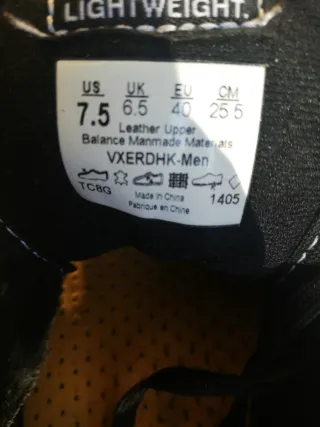 LIGHTWEIGHT.
US UK EU CM
7.5 6.5 40 25.5
Leather Upper
Balance Manmade Materials
VXERDHK-Men
TC8G
Made in China
1405
Fabrique en Chine